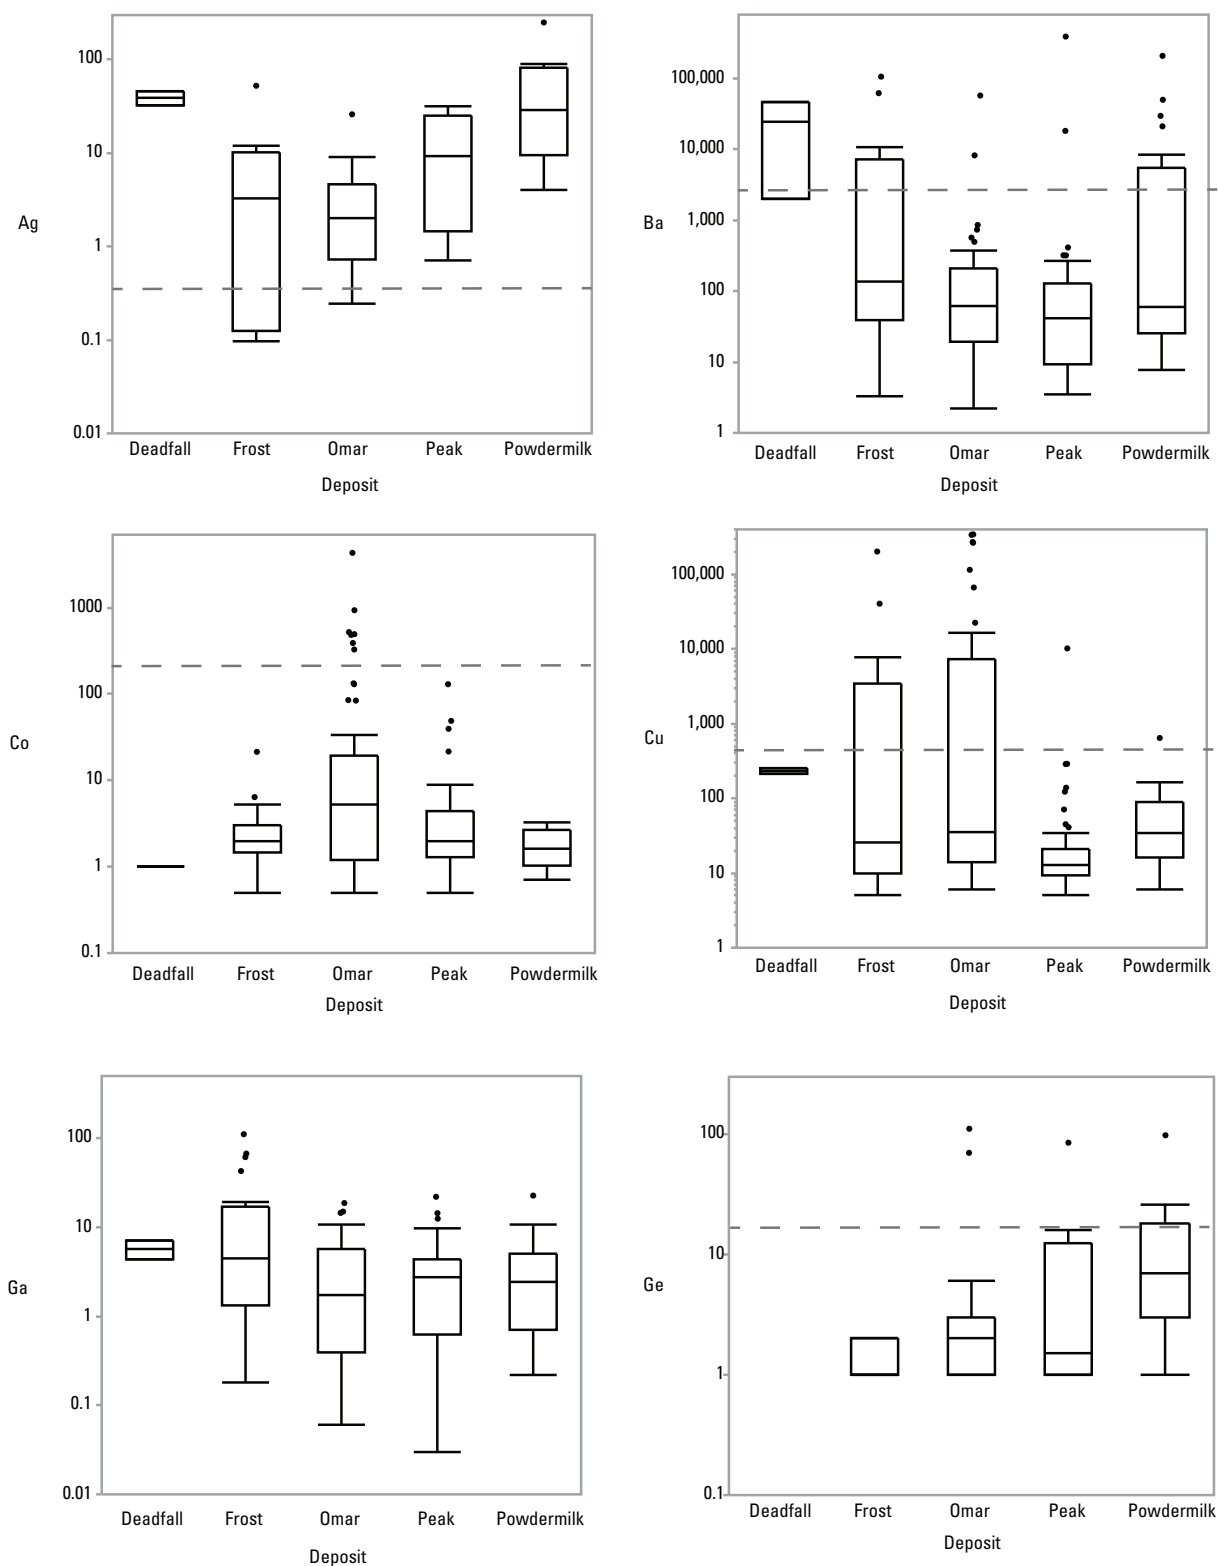 100
10
Ag
1
0.1
0.01
Deadfall Frost Omar Peak Powdermilk
Deposit
100,000
10,000
1,000
Ba
100
10
1
Deadfall Frost Omar Peak Powdermilk
Deposit
1000
100
Co
10
1
0.1
Deadfall Frost Omar Peak Powdermilk
Deposit
100,000
10,000
1,000
Cu
100
10
1
Deadfall Frost Omar Peak Powdermilk
Deposit
100
10
1
Ga
0.1
0.01
Deadfall Frost Omar Peak Powdermilk
Deposit
100
10
Ge
1
0.1
Deadfall Frost Omar Peak Powdermilk
Deposit